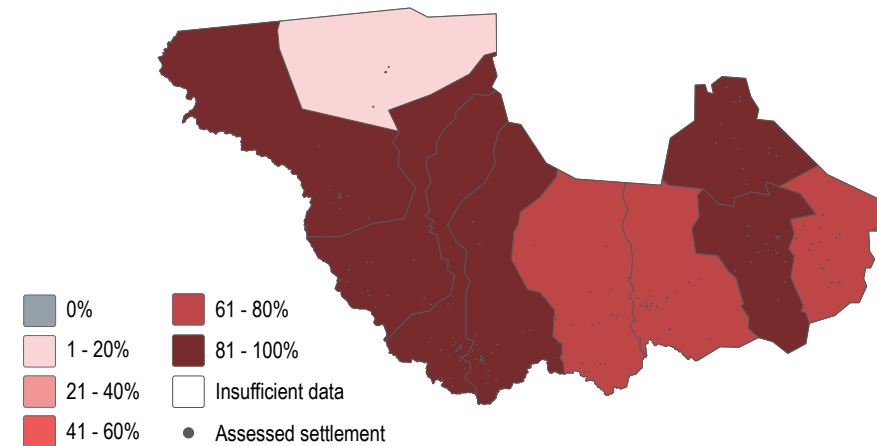 0%
1 - 20%
21 - 40%
41 - 60%
61 - 80%
81 - 100%
Insufficient data
Assessed settlement